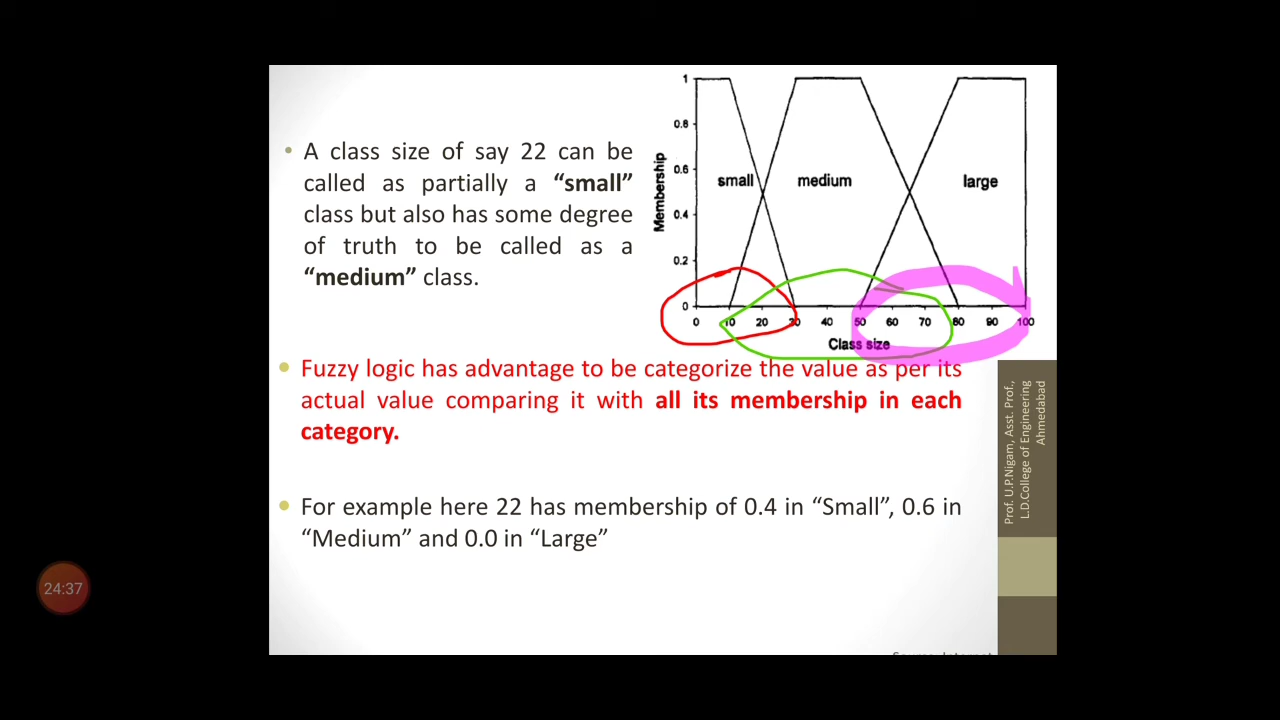 • A class size of say 22 can be
called as partially a “small”
class but also has some degree
of truth to be called as a
“medium” class.
1
0.8
0.6
0.4
0.2
0
Membership
small medium large
0 10 20 30 40 50 60 70 80 90 100
Class size
• Fuzzy logic has advantage to be categorize the value as per its
actual value comparing it with all its membership in each
category.
• For example here 22 has membership of 0.4 in “Small”, 0.6 in
“Medium” and 0.0 in “Large”
Prof. U.P.Nigam, Asst. Prof.,
L.D.College of Engineering
Ahmedabad
24:37